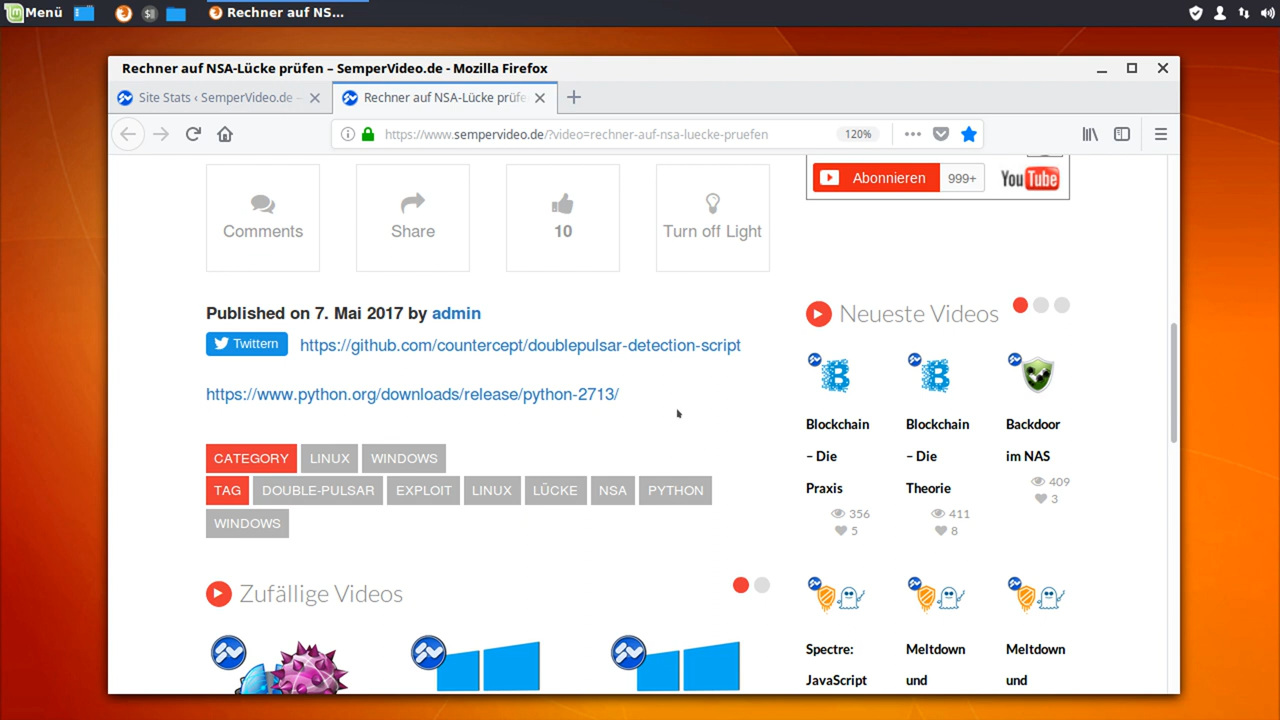 Menü
Rechner auf NS...
Rechner auf NSA-Lücke prüfen – SemperVideo.de - Mozilla Firefox
Site Stats ‹ SemperVideo.de –
Rechner auf NSA-Lücke prüfe
https://www.sempervideo.de/?video=rechner-auf-nsa-luecke-pruefen
120%
Comments
Share
10
Turn off Light
Abonnieren
999+
YouTube
Published on 7. Mai 2017 by admin
Twittern
https://github.com/countercept/doublepulsar-detection-script
https://www.python.org/downloads/release/python-2713/
CATEGORY LINUX WINDOWS
TAG DOUBLE-PULSAR EXPLOIT LINUX LÜCKE NSA PYTHON
WINDOWS
Zufällige Videos
Neueste Videos
Blockchain
– Die
Praxis
356
5
Blockchain
– Die
Theorie
411
8
Backdoor
im NAS
409
3
Spectre:
JavaScript
Meltdown
und
Meltdown
und